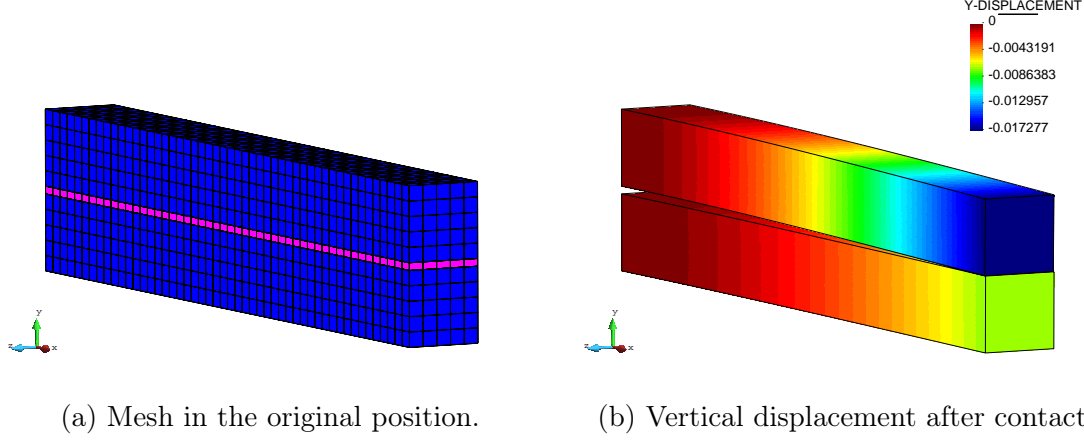 Y-DISPLACEMENT
0
-0.0043191
-0.0086383
-0.012957
-0.017277
y
z
x
y
z
x
(a) Mesh in the original position.
(b) Vertical displacement after contact